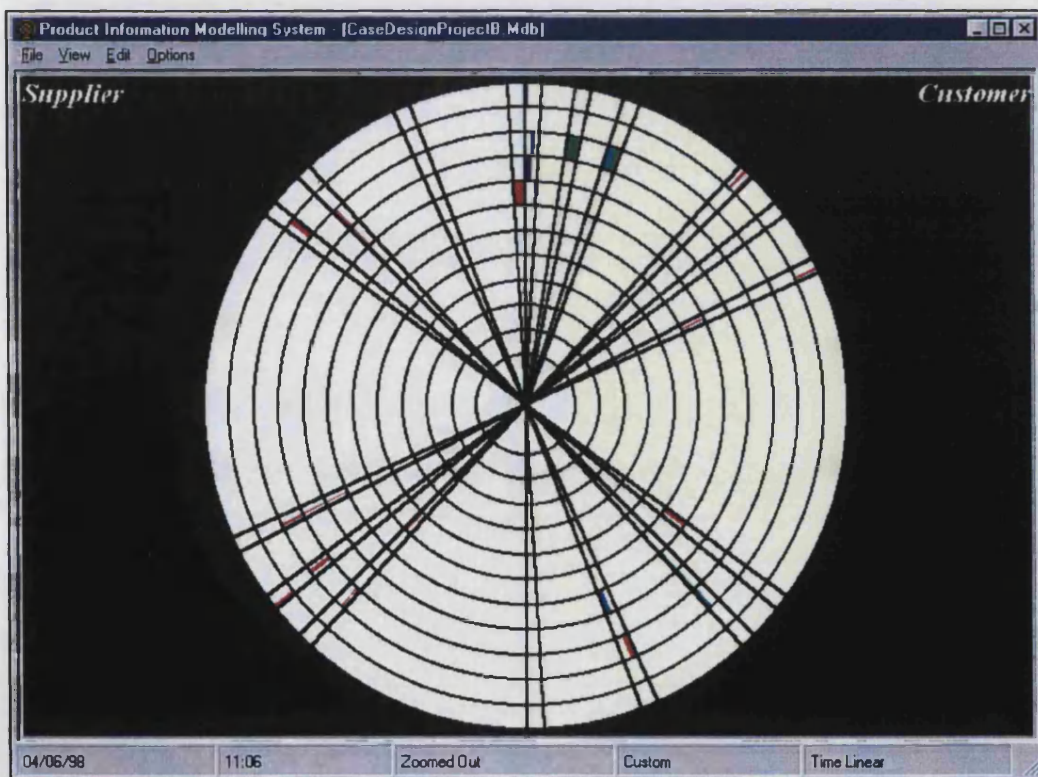 Product Information Modelling System - [CaseDesignProjectB.Mdb]
File View Edit Options
Supplier
Customer
04/06/98 11:06 Zoomed Out Custom Time Linear